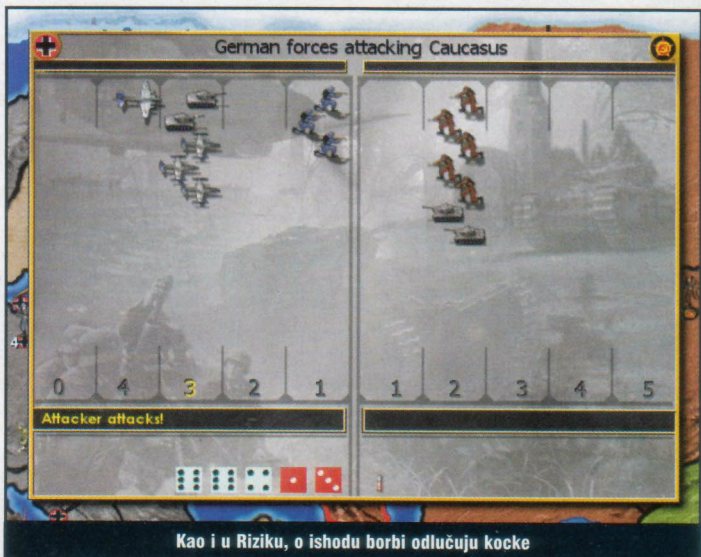 German forces attacking Caucasus
4
0 4 3 2 1 1 2 3 4 5
Attacker attacks!
Kao i u Riziku, o ishodu borbi odlučuju kocke